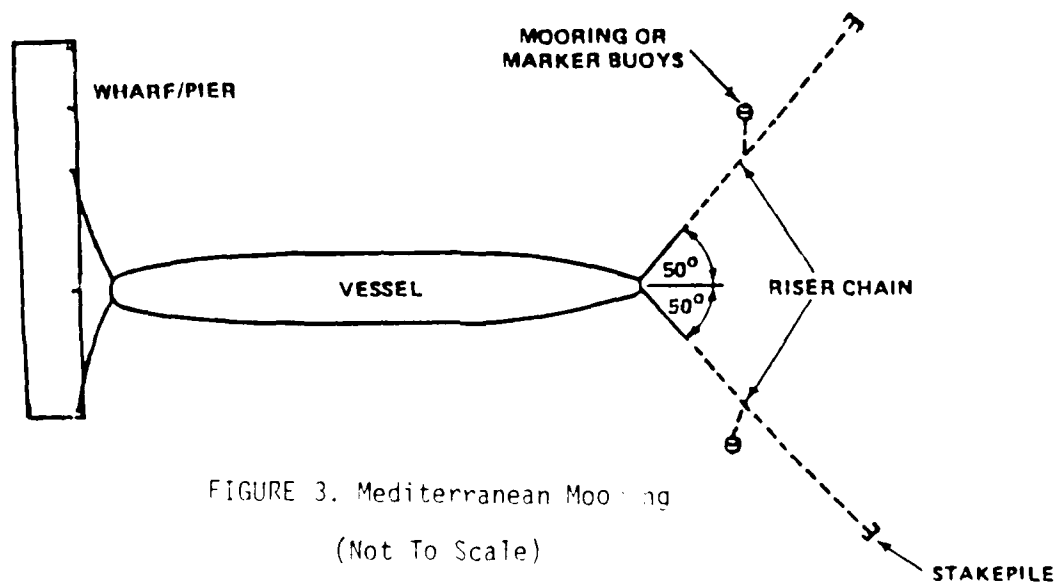 MOORING OR
MARKER BUOYS
WHARF/PIER
VESSEL
50°
50°
RISER CHAIN
FIGURE 3. Mediterranean
(Not To Scale)
STAKEPILE